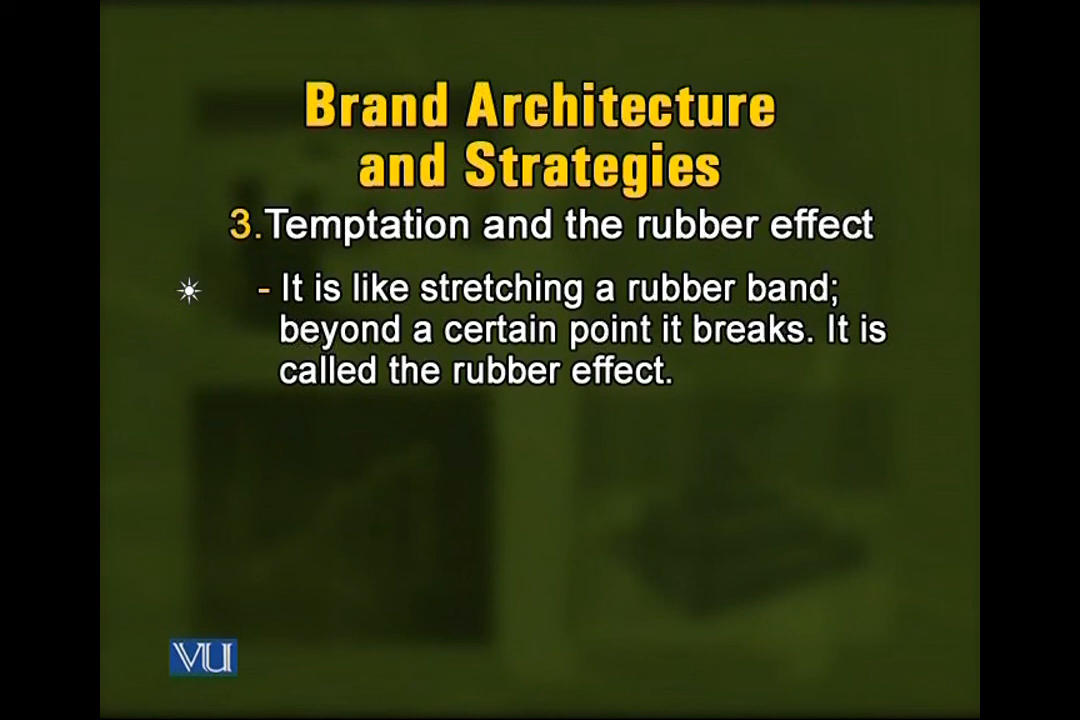 Brand Architecture
and Strategies
3.Temptation and the rubber effect
- It is like stretching a rubber band;
beyond a certain point it breaks. It is
called the rubber effect.
VU